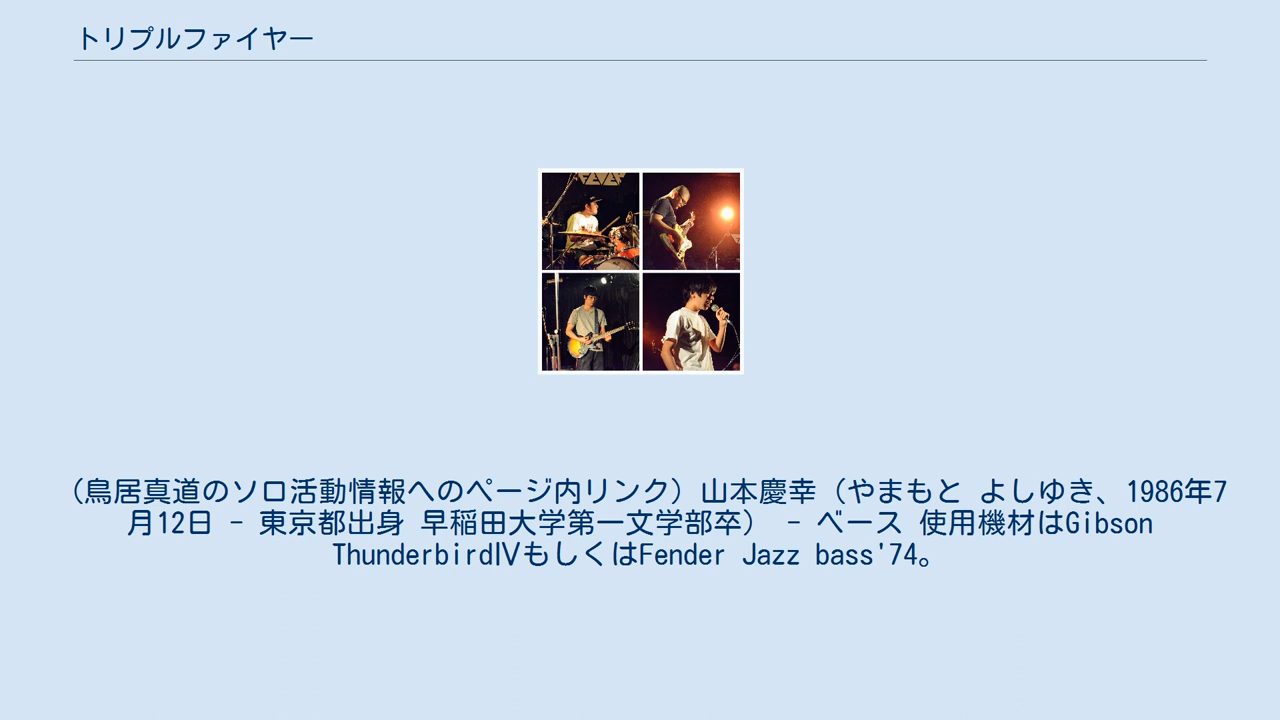 トリプルファイヤー
（鳥居真道のソロ活動情報へのページ内リンク）山本慶幸（やまもと よしゆき、1986年7
月12日 - 東京都出身 早稲田大学第一文学部卒） - ベース 使用機材はGibson
ThunderbirdⅣもしくはFender Jazz bass'74。